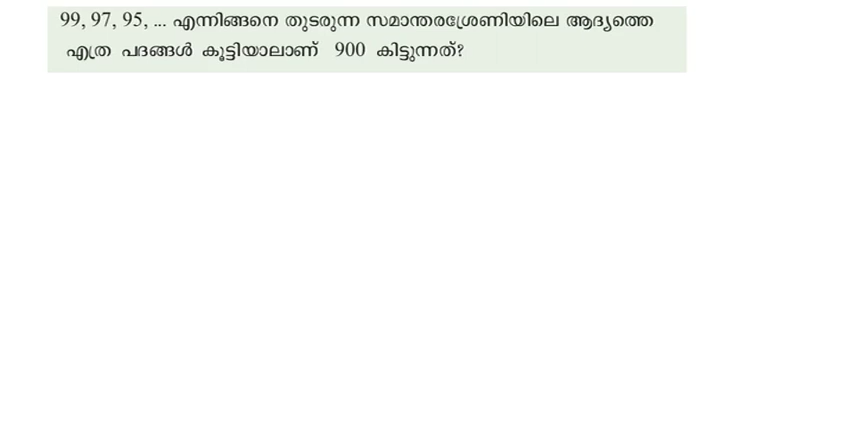 99, 97, 95, ... എന്നിങ്ങനെ തുടരുന്ന സമാന്തരശ്രേണിയിലെ ആദ്യത്തെ
എത്ര പദങ്ങൾ കൂട്ടിയാലാണ് 900 കിട്ടുന്നത്?